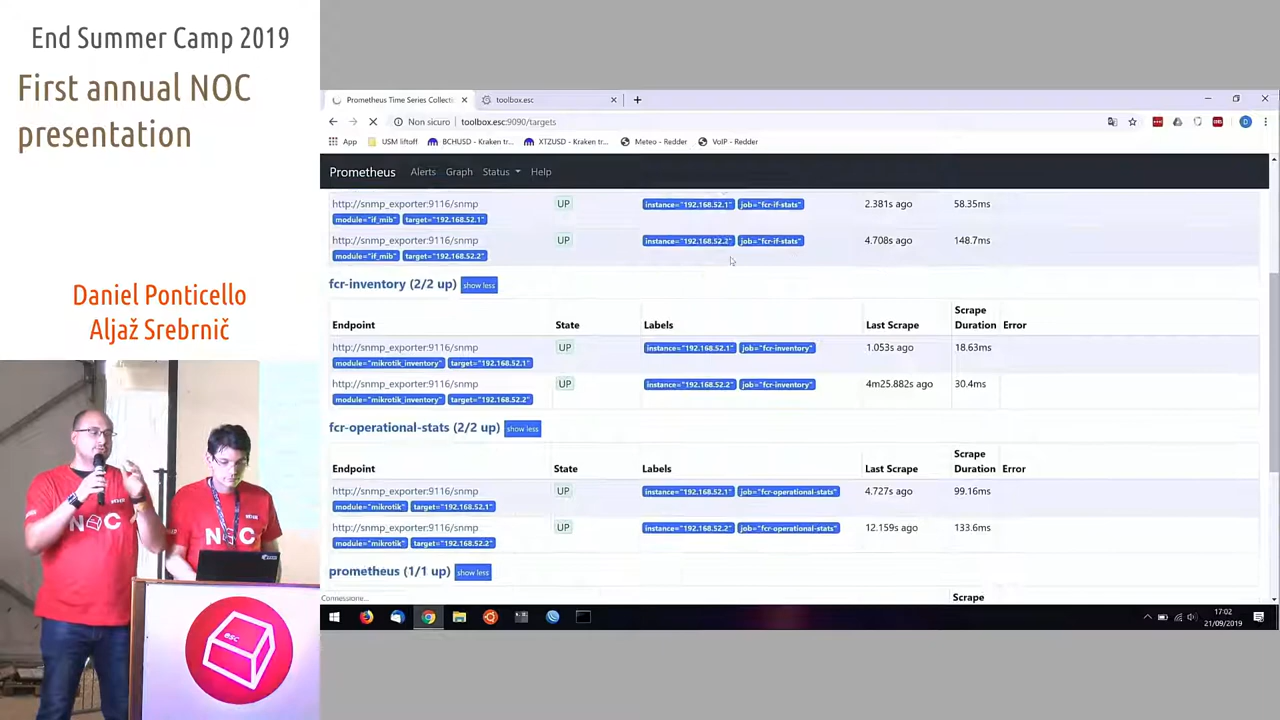 End Summer Camp 2019
First annual NOC
presentation
Daniel Ponticello
Aljaž Srebrnič
NOC
NOC
esc
Prometheus Time Series Collecti
toolbox.esc
Non sicuro
toolbox.esc:9090/targets
App
USM liftoff
BCHUSD - Kraken tr...
XTZUSD - Kraken tr...
Meteo - Redder
VoIP - Redder
Prometheus Alerts Graph Status Help
http://snmp_exporter:9116/snmp UP instance="192.168.52.1" job="fcr-if-stats" 2.381s ago 58.35ms
module="if_mib" target="192.168.52.1"
http://snmp_exporter:9116/snmp UP instance="192.168.52.2" job="fcr-if-stats" 4.708s ago 148.7ms
module="if_mib" target="192.168.52.2"
fcr-inventory (2/2 up) show less
Endpoint State Labels Last Scrape Scrape Duration Error
http://snmp_exporter:9116/snmp UP instance="192.168.52.1" job="fcr-inventory" 1.053s ago 18.63ms
module="mikrotik_inventory" target="192.168.52.1"
http://snmp_exporter:9116/snmp UP instance="192.168.52.2" job="fcr-inventory" 4m25.882s ago 30.4ms
module="mikrotik_inventory" target="192.168.52.2"
fcr-operational-stats (2/2 up) show less
Endpoint State Labels Last Scrape Scrape Duration Error
http://snmp_exporter:9116/snmp UP instance="192.168.52.1" job="fcr-operational-stats" 4.727s ago 99.16ms
module="mikrotik" target="192.168.52.1"
http://snmp_exporter:9116/snmp UP instance="192.168.52.2" job="fcr-operational-stats" 12.159s ago 133.6ms
module="mikrotik" target="192.168.52.2"
prometheus (1/1 up) show less
Scrape
Connessione...
17:02
21/09/2019